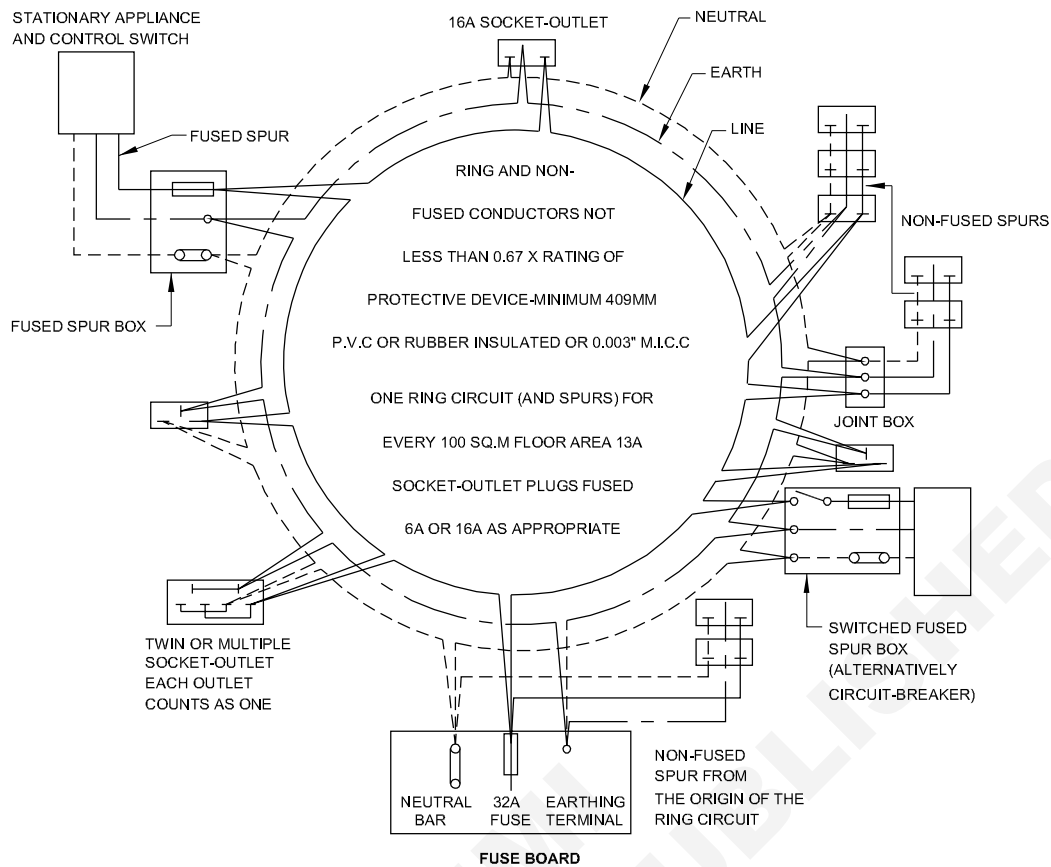 STATIONARY APPLIANCE
AND CONTROL SWITCH
16A SOCKET-OUTLET
NEUTRAL
EARTH
LINE
FUSED SPUR
FUSED SPUR BOX
RING AND NON-
FUSED CONDUCTORS NOT
LESS THAN 0.67 X RATING OF
PROTECTIVE DEVICE-MINIMUM 409MM
P.V.C OR RUBBER INSULATED OR 0.003" M.I.C.C
ONE RING CIRCUIT (AND SPURS) FOR
EVERY 100 SQ.M FLOOR AREA 13A
SOCKET-OUTLET PLUGS FUSED
6A OR 16A AS APPROPRIATE
NON-FUSED SPURS
JOINT BOX
SWITCHED FUSED
SPUR BOX
(ALTERNATIVELY
CIRCUIT-BREAKER)
TWIN OR MULTIPLE
SOCKET-OUTLET
EACH OUTLET
COUNTS AS ONE
NEUTRAL
BAR
32A
FUSE
EARTHING
TERMINAL
NON-FUSED
SPUR FROM
THE ORIGIN OF THE
RING CIRCUIT
FUSE BOARD
UBLISHED